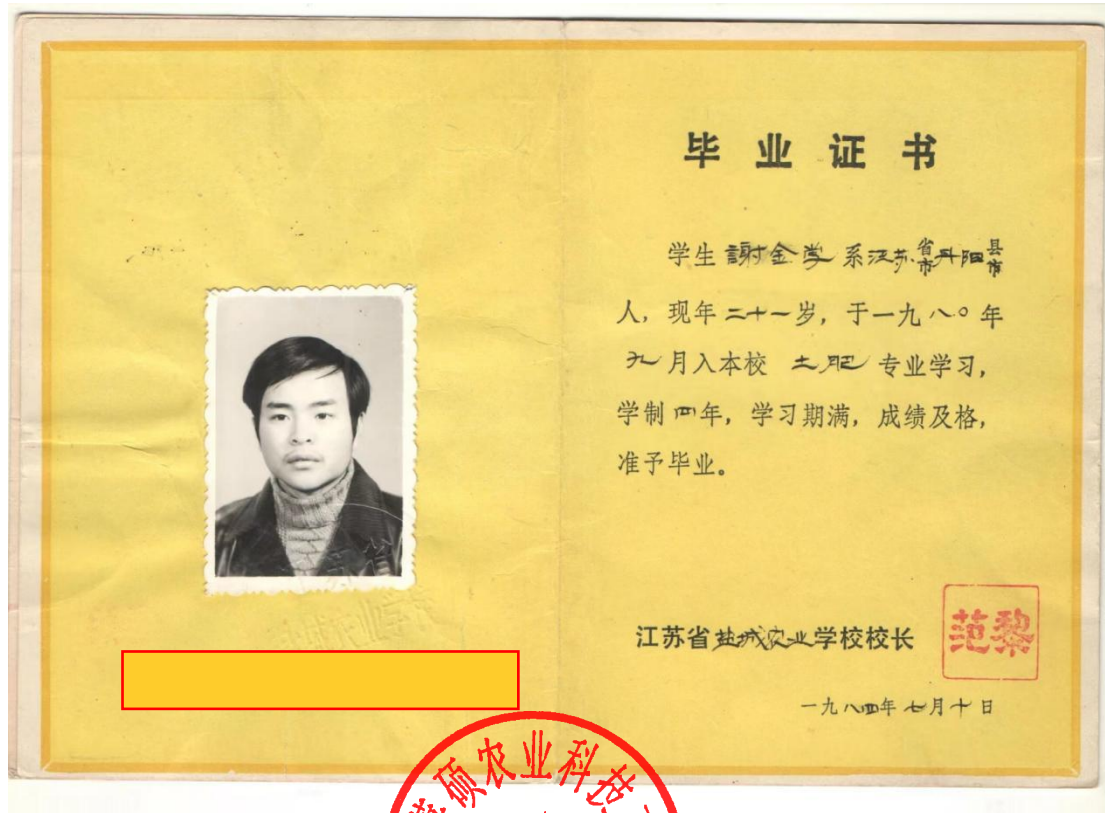 毕业证书
学生 謝金学 系江苏省市丹阳县市
人，现年二十一岁，于一九八〇年
九月入本校 土肥 专业学习，
学制四年，学习期满，成绩及格，
准予毕业。
江苏省盐城农业学校校长
范黎
一九八四年七月十日
硕农业科技